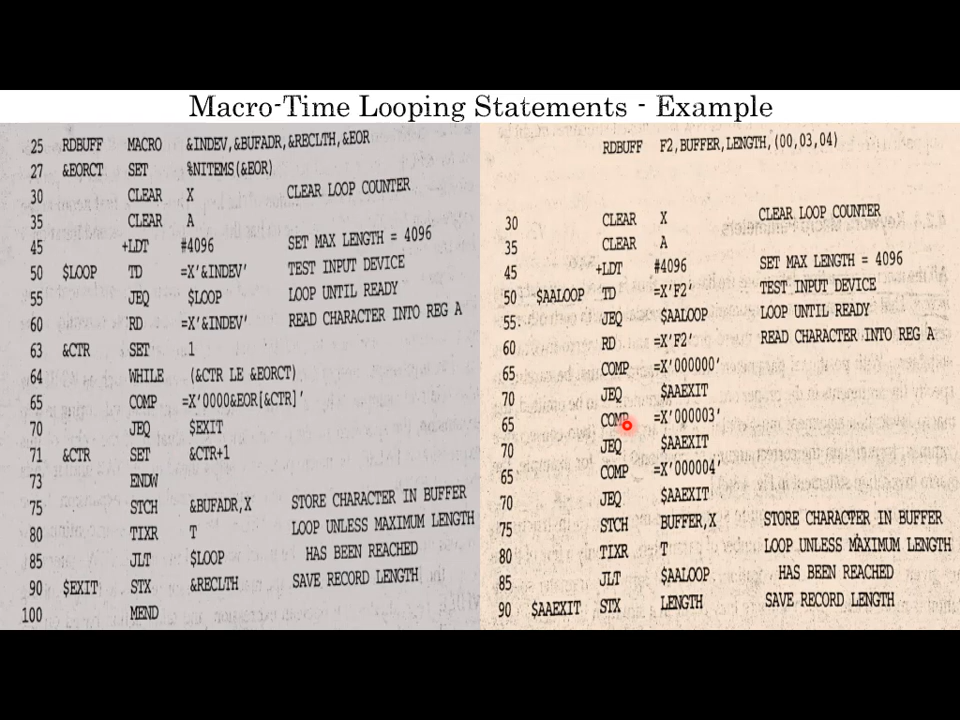 Macro-Time Looping Statements - Example
25 RDBUFF MACRO &INDEV,&BUFADR,&RECLTH,&EOR
27 &EORCT SET %NITEMS(&EOR)
30 CLEAR X CLEAR LOOP COUNTER
35 CLEAR A
45 +LDT #4096 SET MAX LENGTH = 4096
50 $LOOP TD =X'&INDEV' TEST INPUT DEVICE
55 JEQ $LOOP LOOP UNTIL READY
60 RD =X'&INDEV' READ CHARACTER INTO REG A
63 &CTR SET 1
64 WHILE (&CTR LE &EORCT)
65 COMP =X'0000&EOR[&CTR]'
70 JEQ $EXIT
71 &CTR SET &CTR+1
73 ENDW
75 STCH &BUFADR,X STORE CHARACTER IN BUFFER
80 TIXR T LOOP UNLESS MAXIMUM LENGTH
85 JLT $LOOP HAS BEEN REACHED
90 $EXIT STX &RECLTH SAVE RECORD LENGTH
100 MEND
RDBUFF F2,BUFFER,LENGTH,(00,03,04)
30 CLEAR X CLEAR LOOP COUNTER
35 CLEAR A
45 +LDT #4096 SET MAX LENGTH = 4096
50 $AALOOP TD =X'F2' TEST INPUT DEVICE
55 JEQ $AALOOP LOOP UNTIL READY
60 RD =X'F2' READ CHARACTER INTO REG A
65 COMP =X'000000'
70 JEQ $AAEXIT
65 COMP =X'000003'
70 JEQ $AAEXIT
65 COMP =X'000004'
70 JEQ $AAEXIT
75 STCH BUFFER,X STORE CHARACTER IN BUFFER
80 TIXR T LOOP UNLESS MAXIMUM LENGTH
85 JLT $AALOOP HAS BEEN REACHED
90 $AAEXIT STX LENGTH SAVE RECORD LENGTH